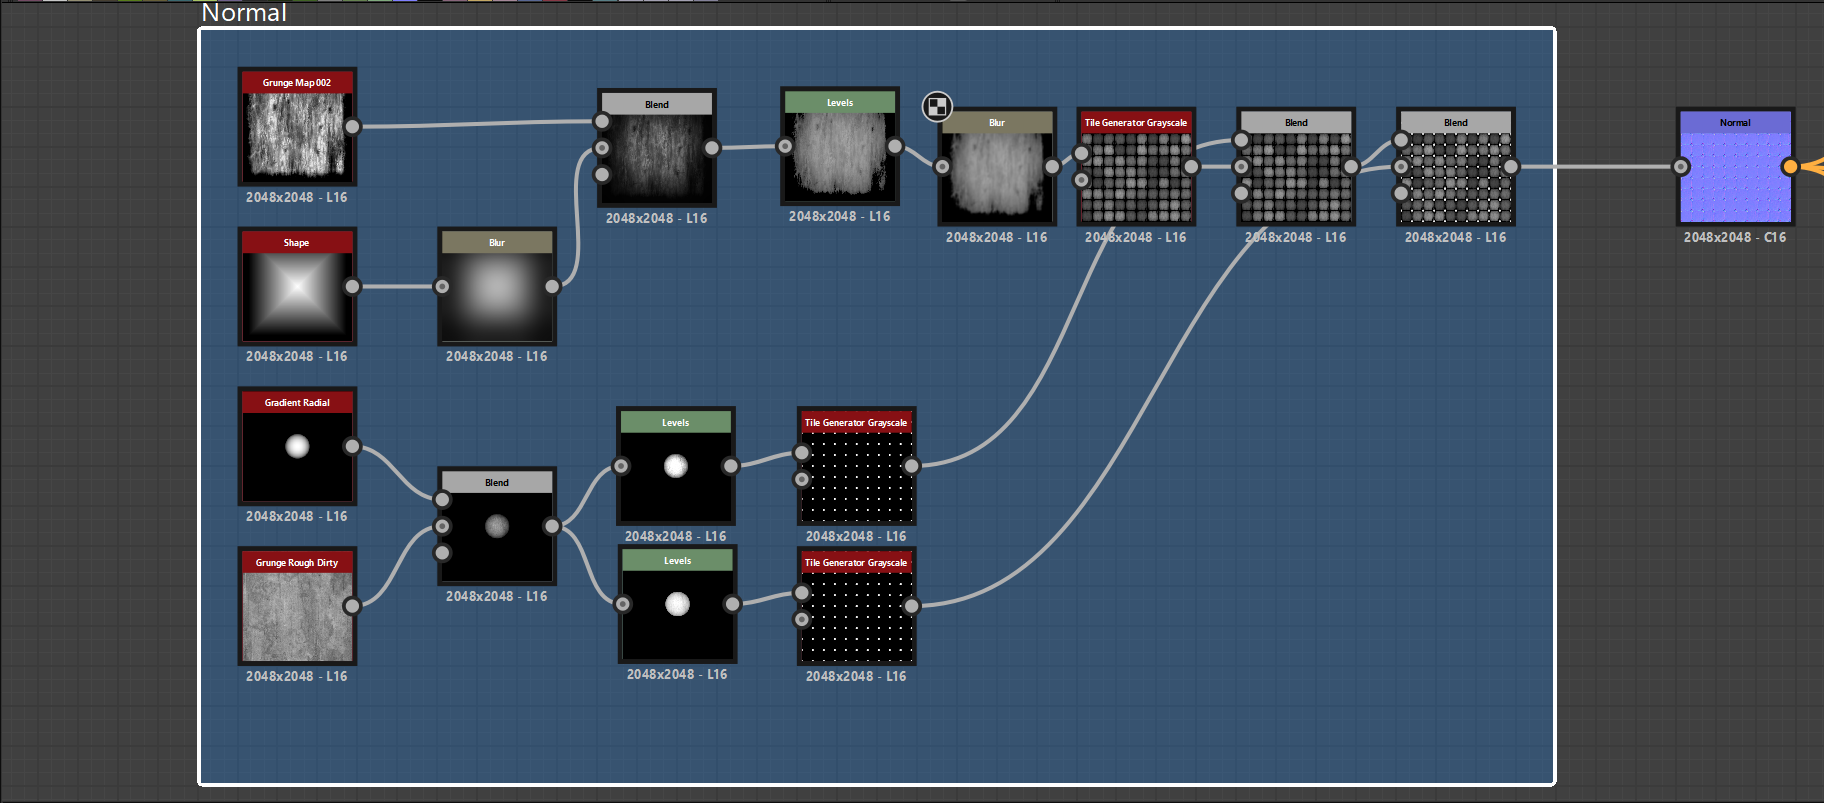 Normal
Grunge Map 002
2048x2048 - L16
Blend
2048x2048 - L16
Levels
2048x2048 - L16
Blur
2048x2048 - L16
Tile Generator Grayscale
2048x2048 - L16
Blend
2048x2048 - L16
Blend
2048x2048 - L16
Normal
2048x2048 - C16
Shape
2048x2048 - L16
Blur
2048x2048 - L16
Gradient Radial
2048x2048 - L16
Blend
2048x2048 - L16
Levels
2048x2048 - L16
Tile Generator Grayscale
2048x2048 - L16
Grunge Rough Dirty
2048x2048 - L16
Levels
2048x2048 - L16
Tile Generator Grayscale
2048x2048 - L16